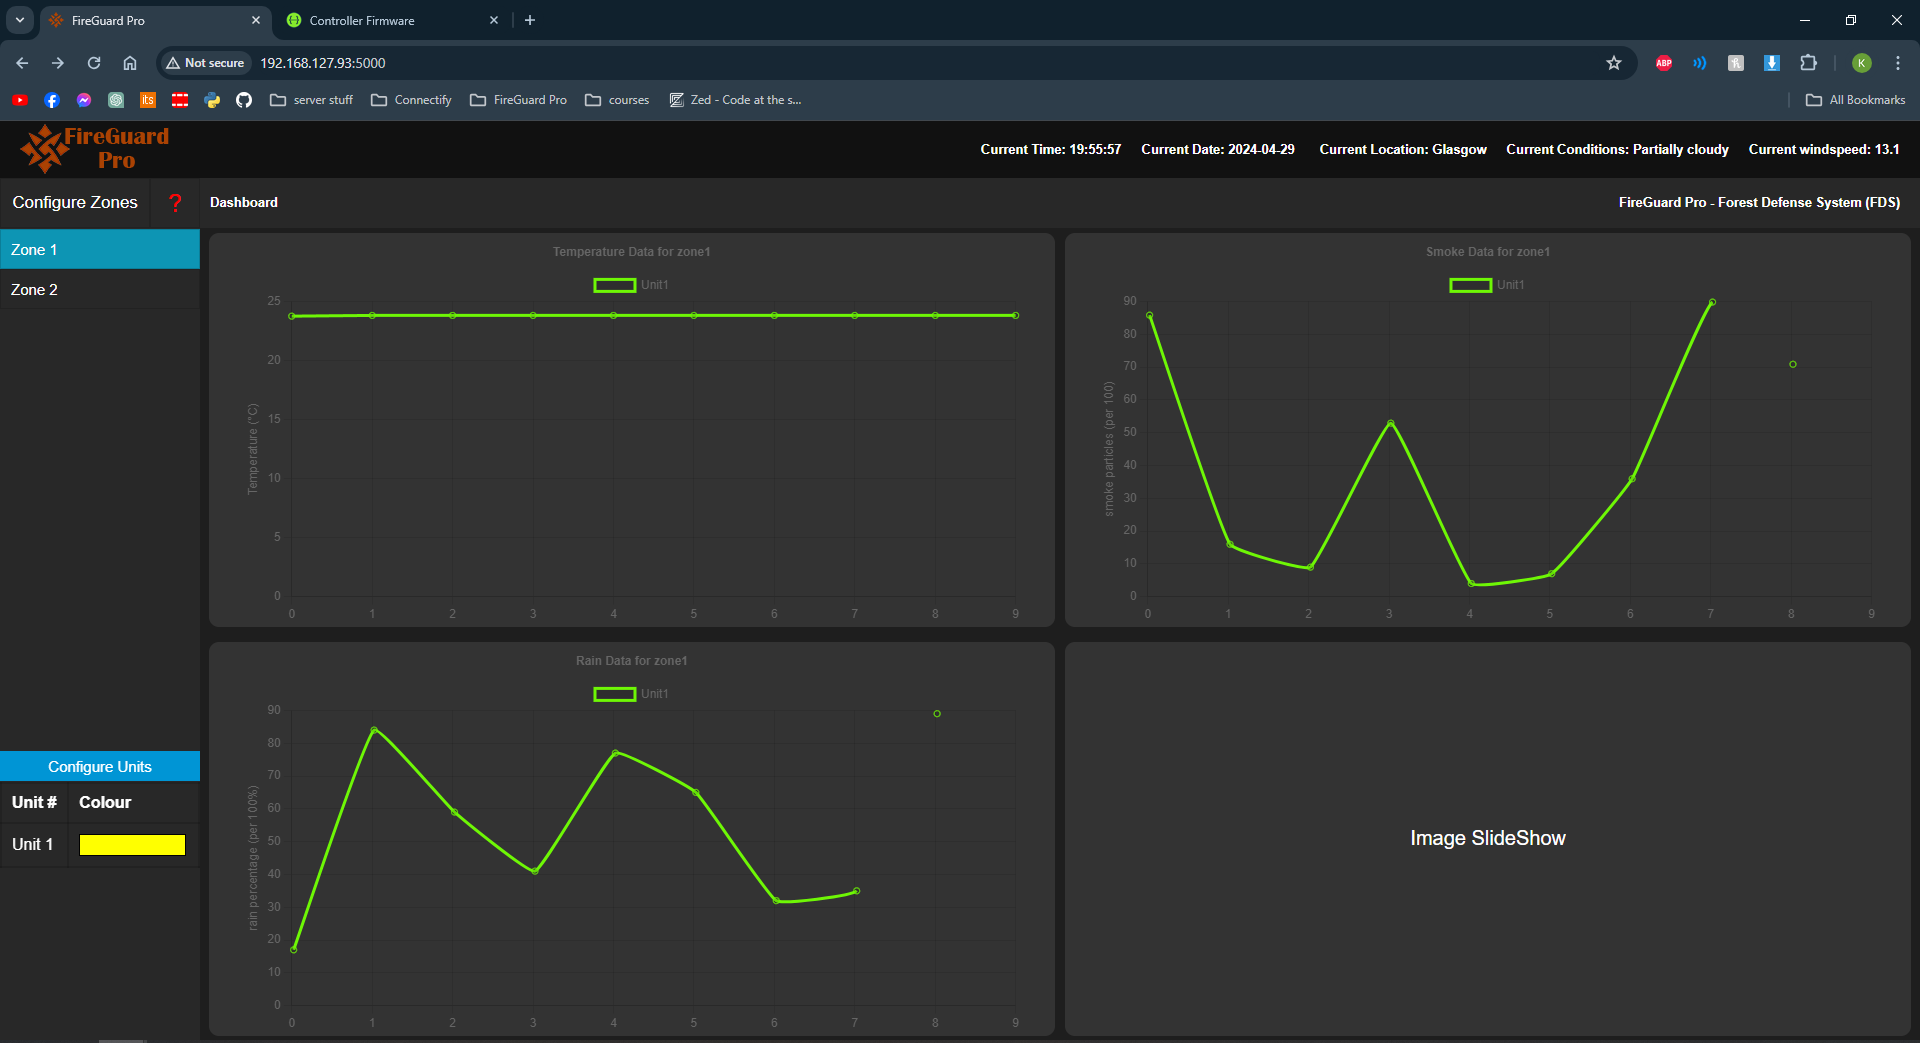 FireGuard Pro
Controller Firmware
Not secure
192.168.127.93:5000
ABP
K
its
server stuff
Connectify
FireGuard Pro
courses
Zed - Code at the s...
All Bookmarks
FireGuard
Pro
Current Time: 19:55:57
Current Date: 2024-04-29
Current Location: Glasgow
Current Conditions: Partially cloudy
Current windspeed: 13.1
Configure Zones
?
Dashboard
FireGuard Pro - Forest Defense System (FDS)
Zone 1
Zone 2
Temperature Data for zone1
Unit1
25
20
15
10
5
0
Temperature (°C)
0 1 2 3 4 5 6 7 8 9
Smoke Data for zone1
Unit1
90
80
70
60
50
40
30
20
10
0
smoke particles (per 100)
0 1 2 3 4 5 6 7 8 9
Configure Units
Unit # Colour
Unit 1
Rain Data for zone1
Unit1
90
80
70
60
50
40
30
20
10
0
rain percentage (per 100%)
0 1 2 3 4 5 6 7 8 9
Image SlideShow